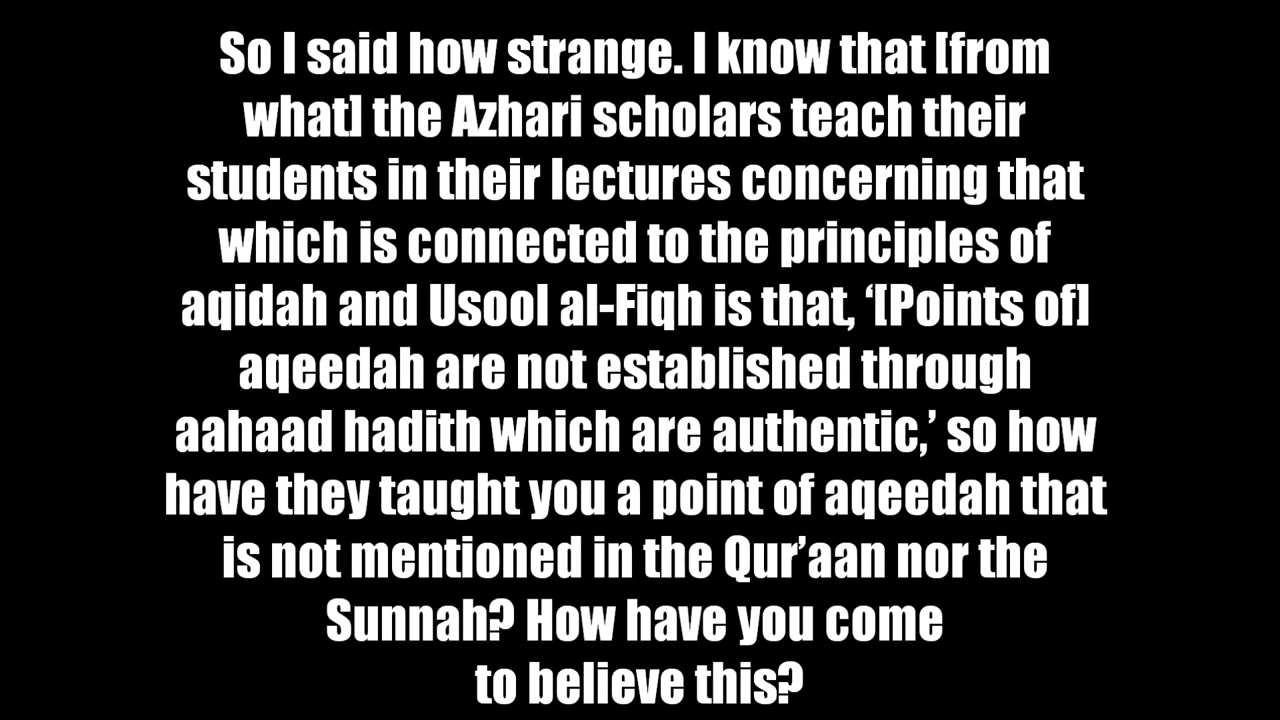 So I said how strange. I know that [from
what] the Azhari scholars teach their
students in their lectures concerning that
which is connected to the principles of
aqidah and Usool al-Fiqh is that, ‘[Points of]
aqeedah are not established through
aahaad hadith which are authentic,’ so how
have they taught you a point of aqeedah that
is not mentioned in the Qur’aan nor the
Sunnah? How have you come
to believe this?